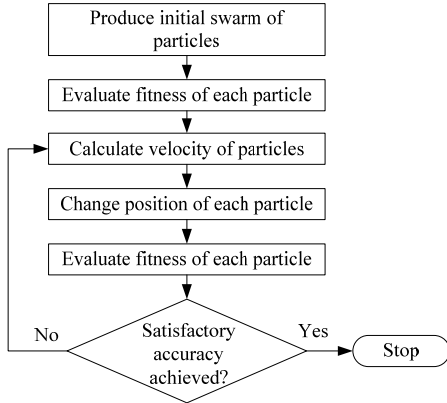 Produce initial swarm of
particles
Evaluate fitness of each particle
Calculate velocity of particles
Change position of each particle
Evaluate fitness of each particle
No
Satisfactory
accuracy
achieved?
Yes
Stop